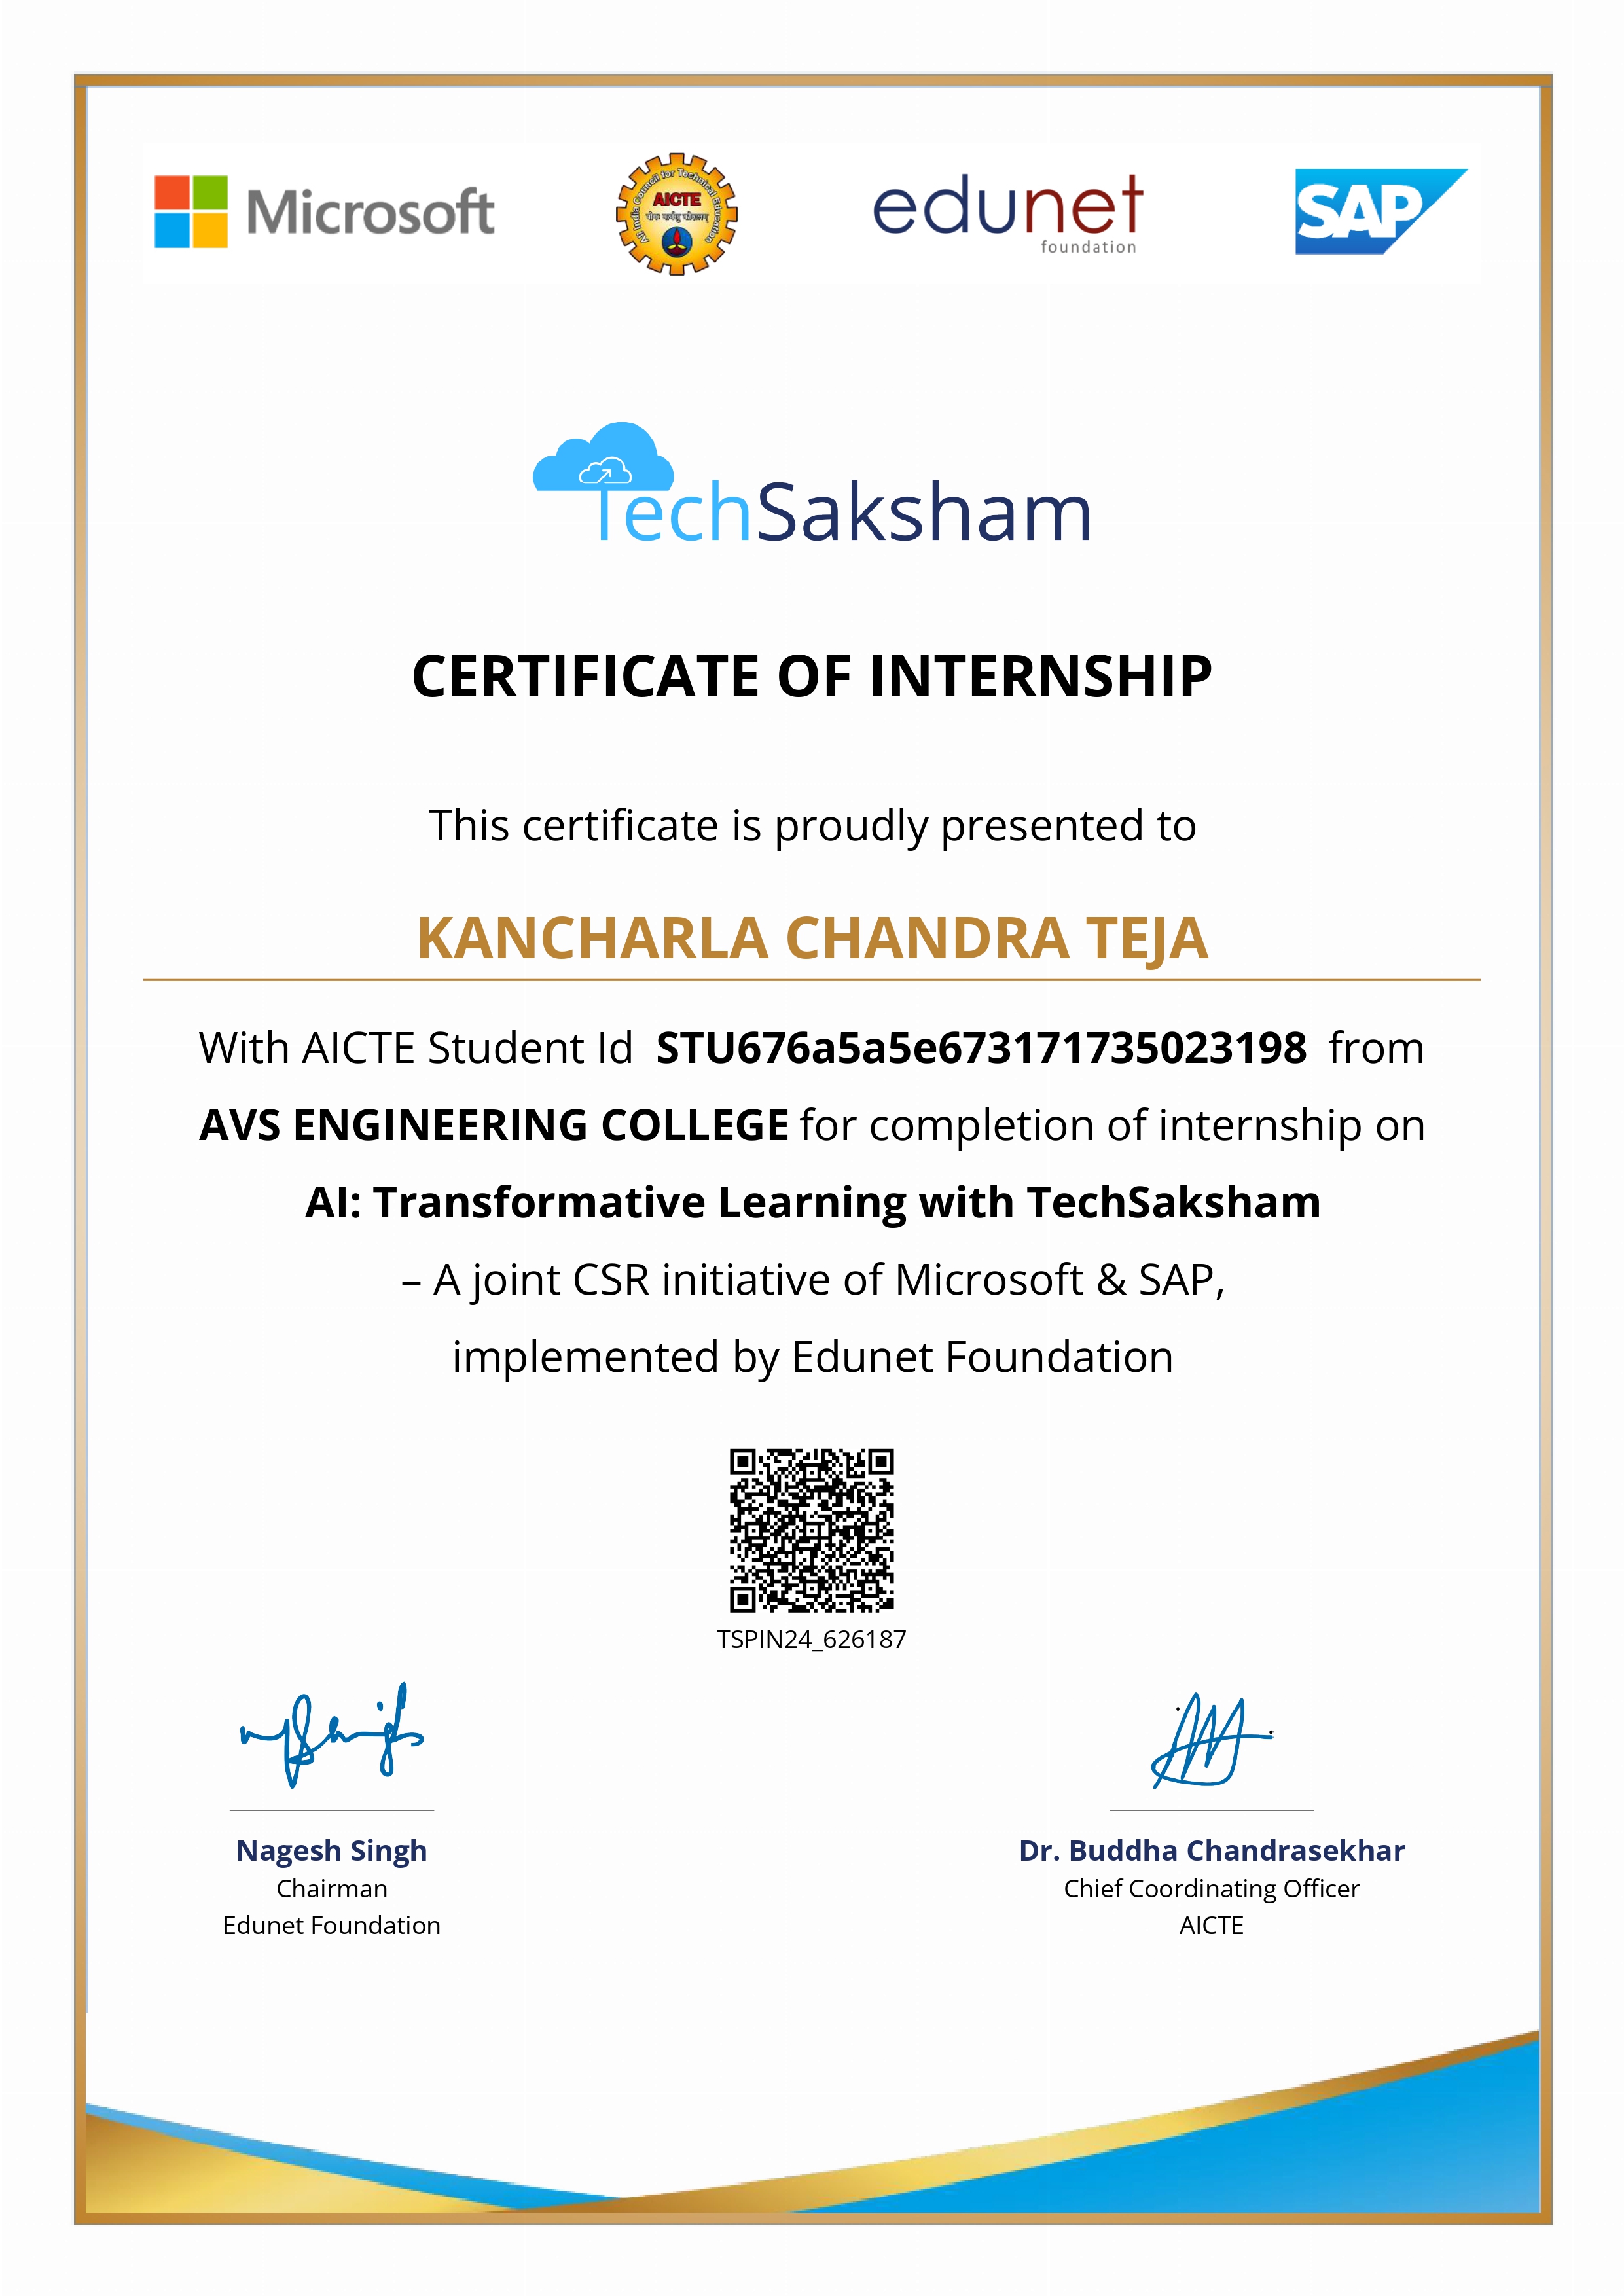 Microsoft
All India Council for Technical Education
AICTE
edunet
foundation
SAP
TechSaksham
CERTIFICATE OF INTERNSHIP
This certificate is proudly presented to
KANCHARLA CHANDRA TEJA
With AICTE Student Id STU676a5a5e673171735023198 from
AVS ENGINEERING COLLEGE for completion of internship on
AI: Transformative Learning with TechSaksham
– A joint CSR initiative of Microsoft & SAP,
implemented by Edunet Foundation
TSPIN24_626187
Nagesh Singh
Chairman
Edunet Foundation
Dr. Buddha Chandrasekhar
Chief Coordinating Officer
AICTE